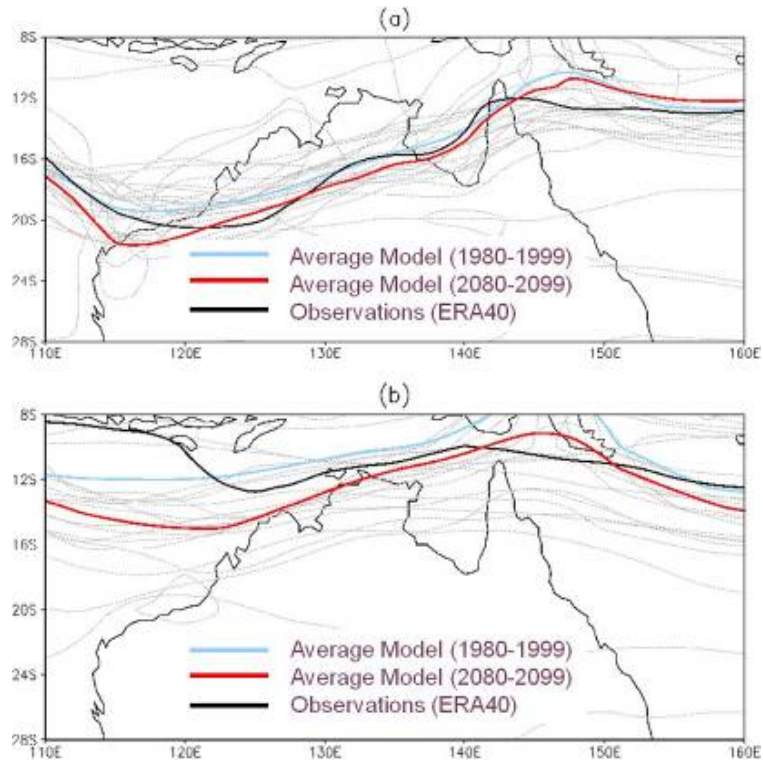 (a)
8S
12S
16S
20S
24S
28S
Average Model (1980-1999)
Average Model (2080-2099)
Observations (ERA40)
110E 120E 130E 140E 150E 160E
(b)
8S
12S
16S
20S
24S
28S
Average Model (1980-1999)
Average Model (2080-2099)
Observations (ERA40)
110E 120E 130E 140E 150E 160E